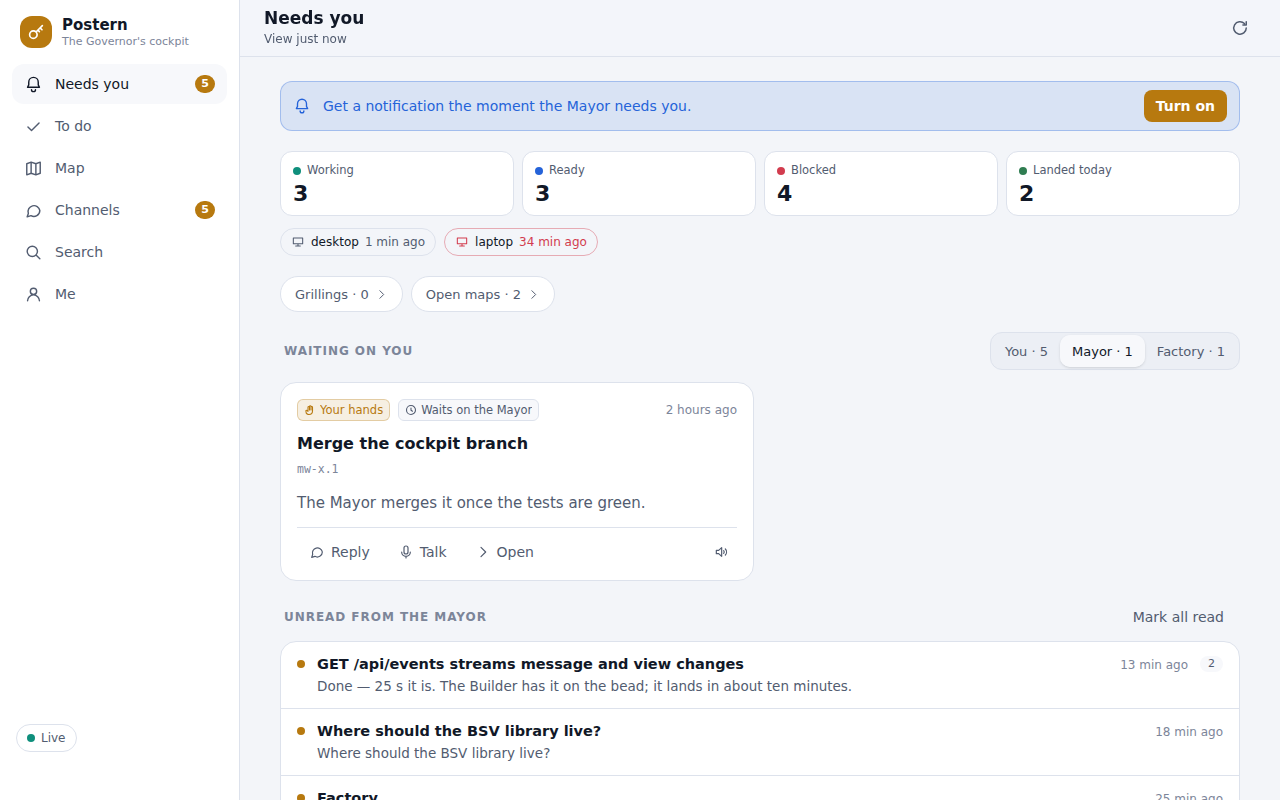 Postern
The Governor's cockpit
Needs you 5
To do
Map
Channels 5
Search
Me
Live
Needs you
View just now
Get a notification the moment the Mayor needs you.
Turn on
Working
3
Ready
3
Blocked
4
Landed today
2
desktop 1 min ago
laptop 34 min ago
Grillings · 0
Open maps · 2
WAITING ON YOU
You · 5
Mayor · 1
Factory · 1
Your hands
Waits on the Mayor
2 hours ago
Merge the cockpit branch
mw-x.1
The Mayor merges it once the tests are green.
Reply
Talk
Open
UNREAD FROM THE MAYOR
Mark all read
GET /api/events streams message and view changes
13 min ago 2
Done — 25 s it is. The Builder has it on the bead; it lands in about ten minutes.
Where should the BSV library live?
18 min ago
Where should the BSV library live?
Factory
25 min ago